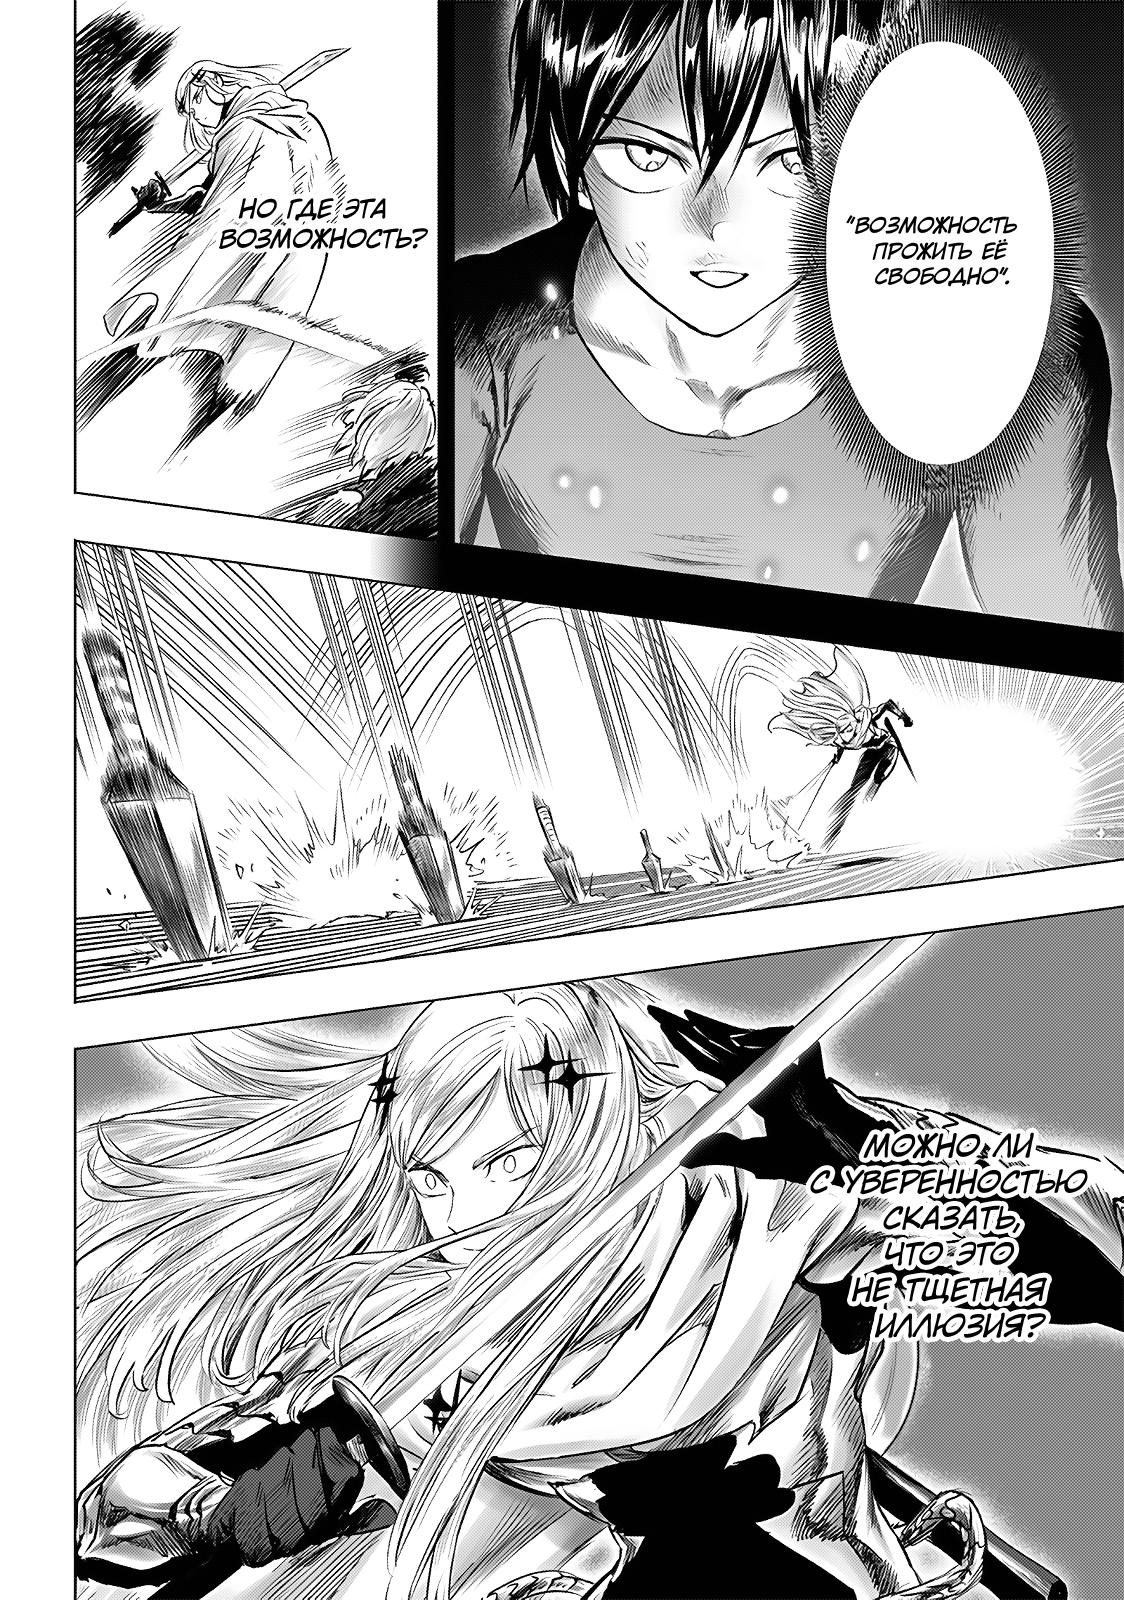 "ВОЗМОЖНОСТЬ
ПРОЖИТЬ ЕЁ
СВОБОДНО".
НО ГДЕ ЭТА
ВОЗМОЖНОСТЬ?
МОЖНО ЛИ
С УВЕРЕННОСТЬЮ
СКАЗАТЬ,
ЧТО ЭТО
НЕ ТЩЕТНАЯ
ИЛЛЮЗИЯ?